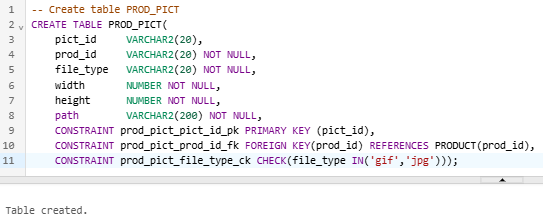 1 -- Create table PROD_PICT
2 CREATE TABLE PROD_PICT(
3 pict_id VARCHAR2(20),
4 prod_id VARCHAR2(20) NOT NULL,
5 file_type VARCHAR2(20) NOT NULL,
6 width NUMBER NOT NULL,
7 height NUMBER NOT NULL,
8 path VARCHAR2(200) NOT NULL,
9 CONSTRAINT prod_pict_pict_id_pk PRIMARY KEY (pict_id),
10 CONSTRAINT prod_pict_prod_id_fk FOREIGN KEY(prod_id) REFERENCES PRODUCT(prod_id),
11 CONSTRAINT prod_pict_file_type_ck CHECK(file_type IN('gif','jpg')));
Table created.